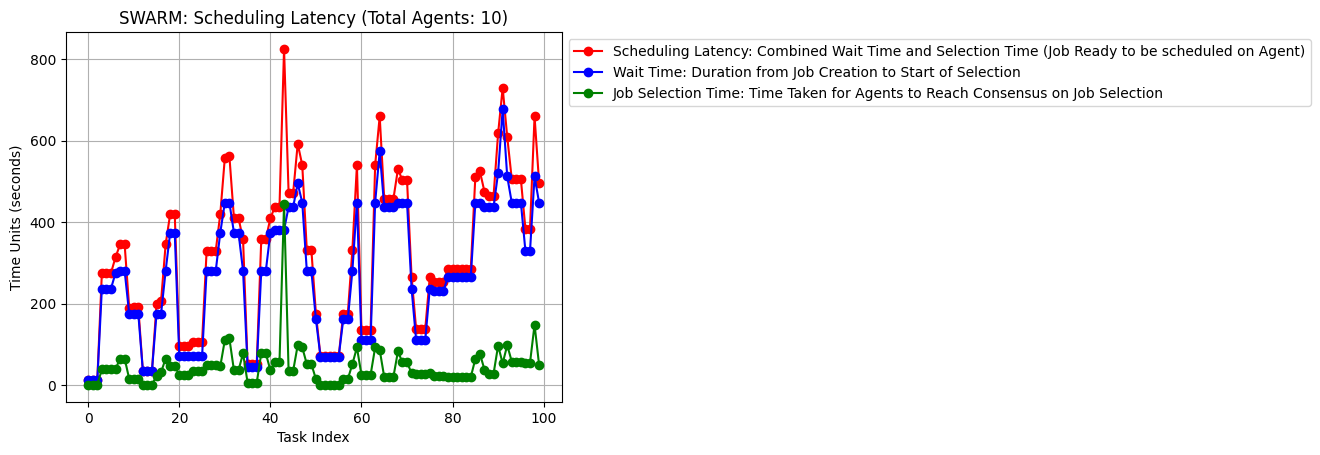 SWARM: Scheduling Latency (Total Agents: 10)
Scheduling Latency: Combined Wait Time and Selection Time (Job Ready to be scheduled on Agent)
Wait Time: Duration from Job Creation to Start of Selection
Job Selection Time: Time Taken for Agents to Reach Consensus on Job Selection
Time Units (seconds)
800
600
400
200
0
0 20 40 60 80 100
Task Index